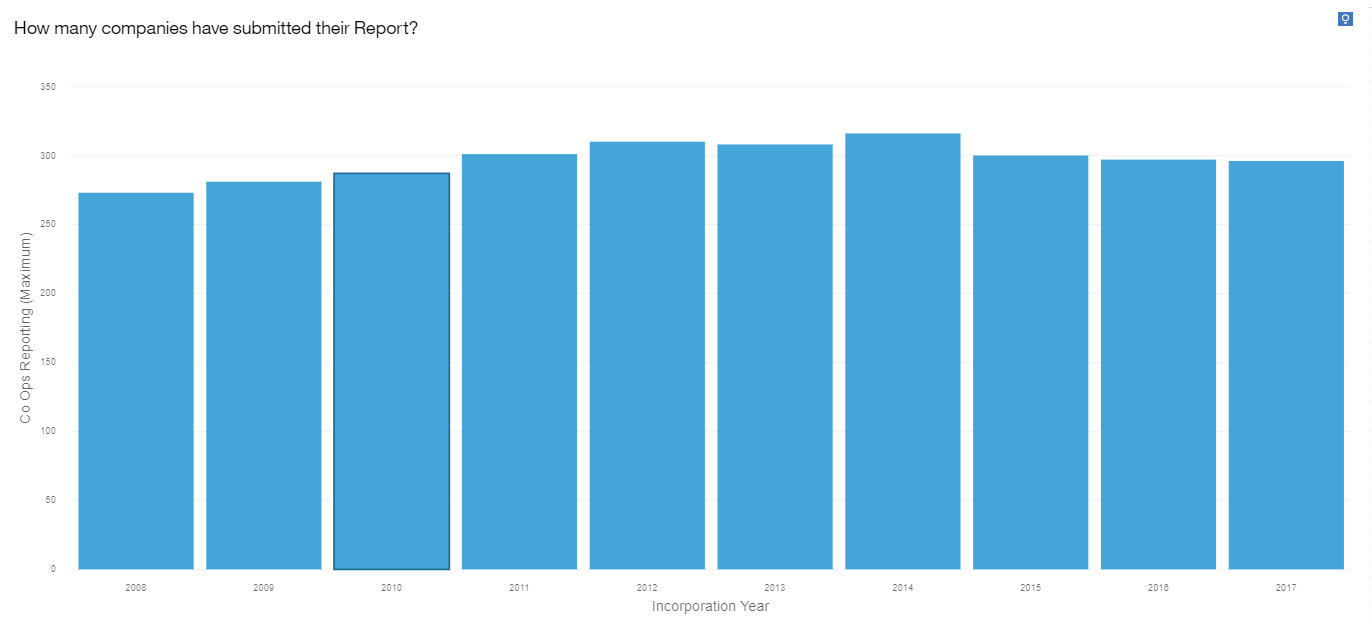 How many companies have submitted their Report?
350
300
250
200
150
100
50
0
Co Ops Reporting (Maximum)
2008 2009 2010 2011 2012 2013 2014 2015 2016 2017
Incorporation Year